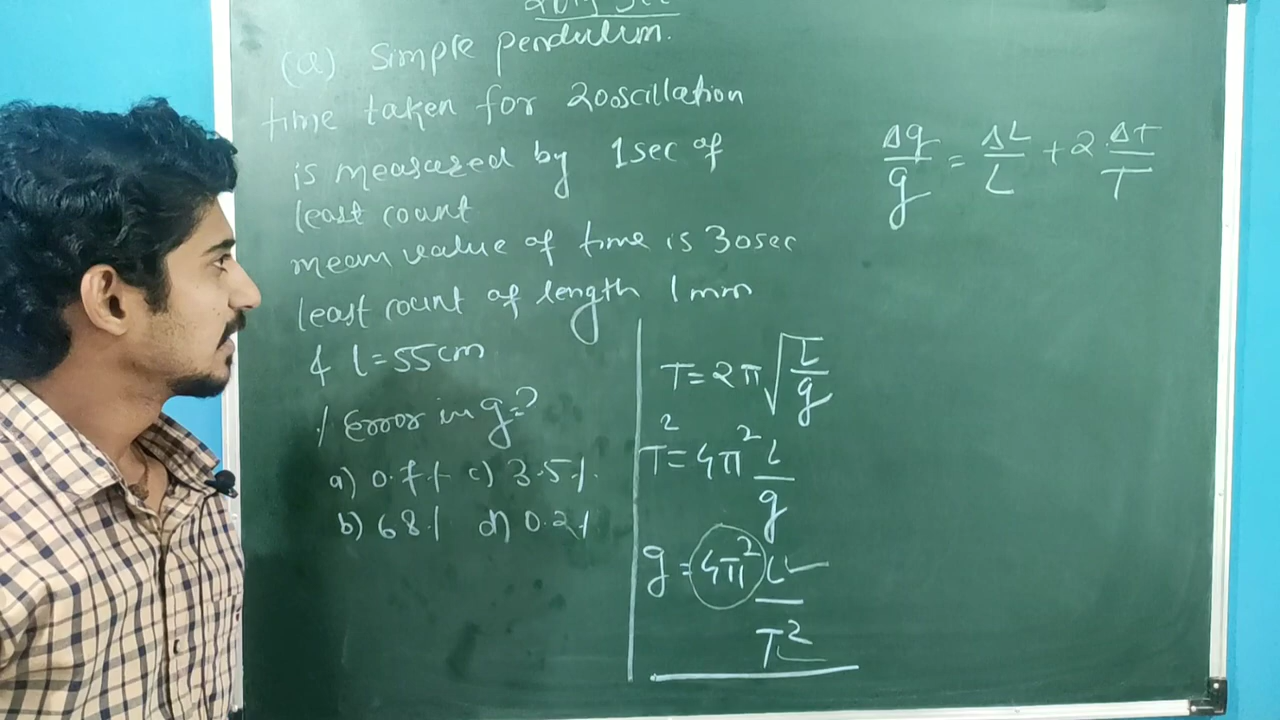 (a) Simple pendulum.
time taken for 20oscillation
is measured by 1sec of
least count
mean value of time is 30sec
least count of length 1mm
& l=55cm
% Error in g=?
a) 0.7% c) 3.5%
b) 6.8% d) 0.2%
T=2π√L/g
T²=4π² L/g
g=4π² L/T²
Δg/g = ΔL/L + 2.ΔT/T